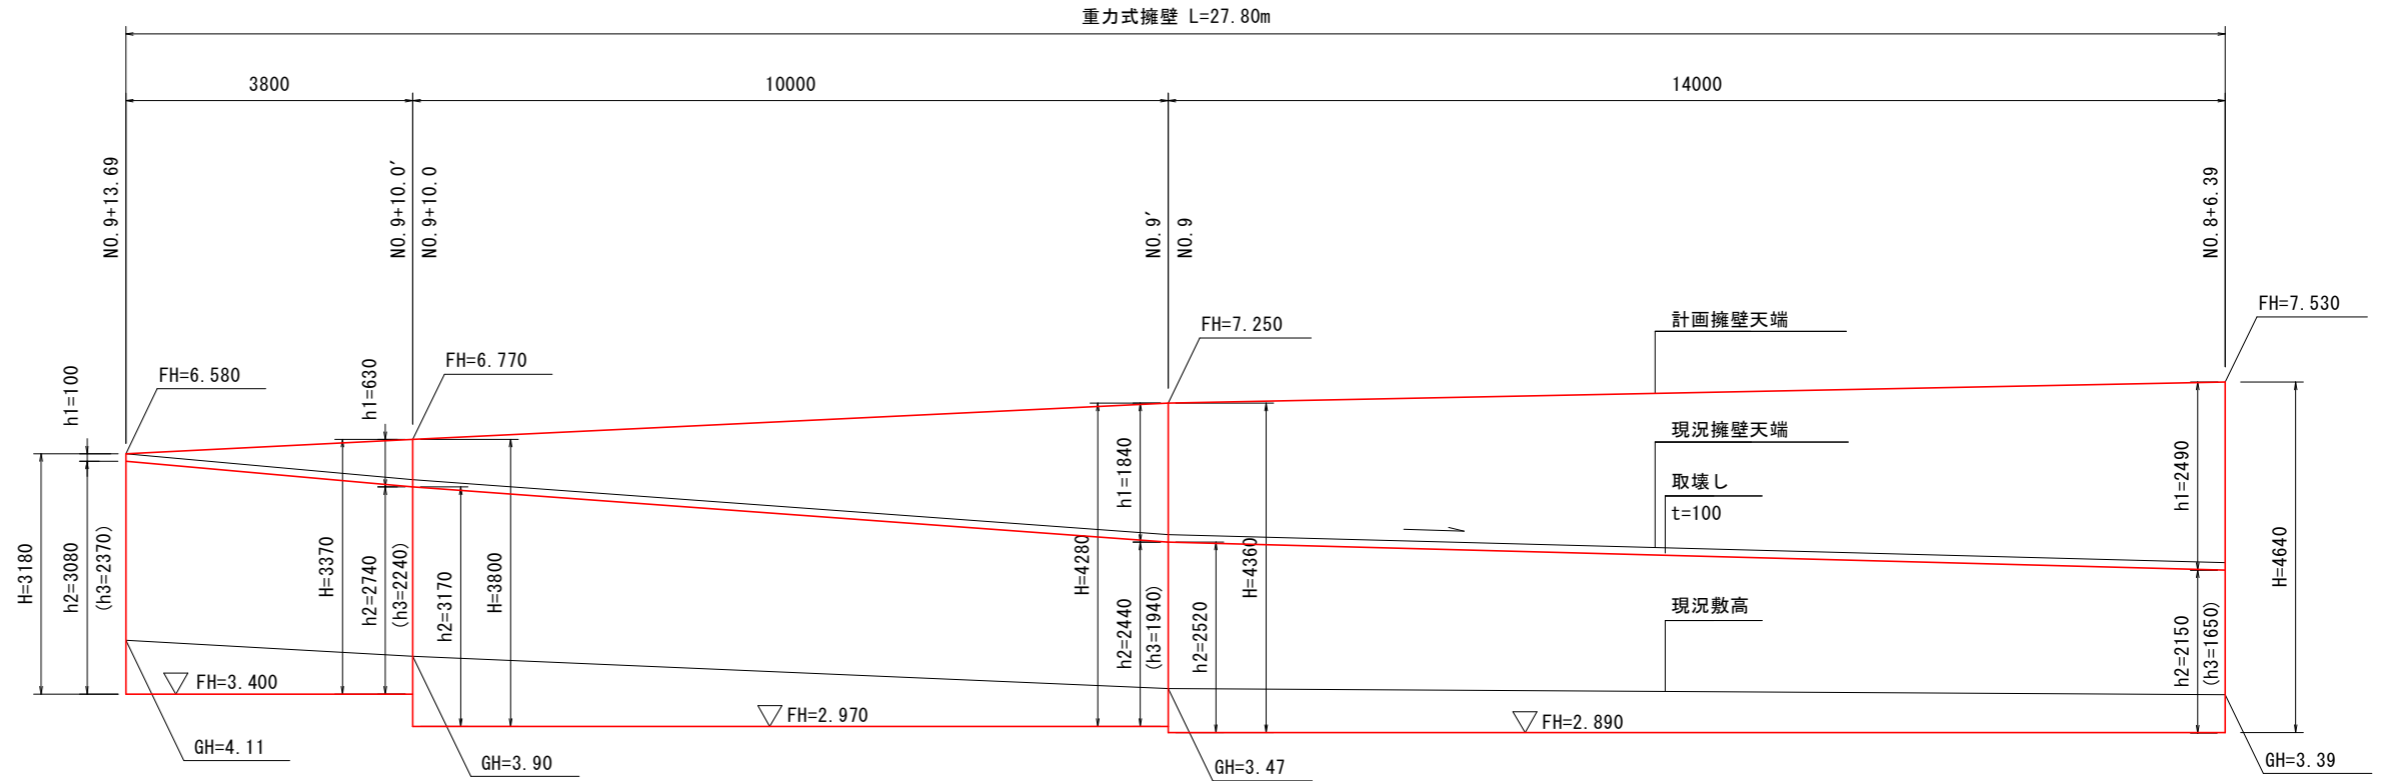 重力式擁壁 L=27.80m
3800
10000
14000
NO.9+13.69
NO.9+10.0′
NO.9+10.0
NO.9′
NO.9
NO.8+6.39
FH=6.580
FH=6.770
FH=7.250
FH=7.530
計画擁壁天端
現況擁壁天端
取壊し
t=100
現況敷高
h1=100
h1=630
h1=1840
h1=2490
H=3180
h2=3080
(h3=2370)
H=3370
h2=2740
(h3=2240)
h2=3170
H=3800
H=4280
h2=2440
(h3=1940)
h2=2520
H=4360
h2=2150
(h3=1650)
H=4640
FH=3.400
FH=2.970
FH=2.890
GH=4.11
GH=3.90
GH=3.47
GH=3.39